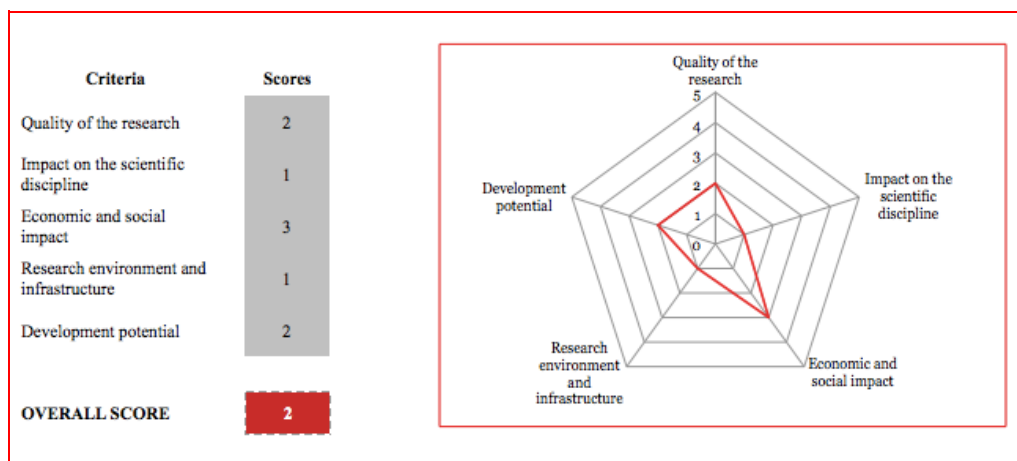 Criteria Scores
Quality of the research 2
Impact on the scientific
discipline 1
Economic and social
impact 3
Research environment and
infrastructure 1
Development potential 2
OVERALL SCORE 2
Quality of the
research
5
4
3
2
1
0
Impact on the
scientific
discipline
Economic and
social impact
Research
environment
and
infrastructure
Development
potential